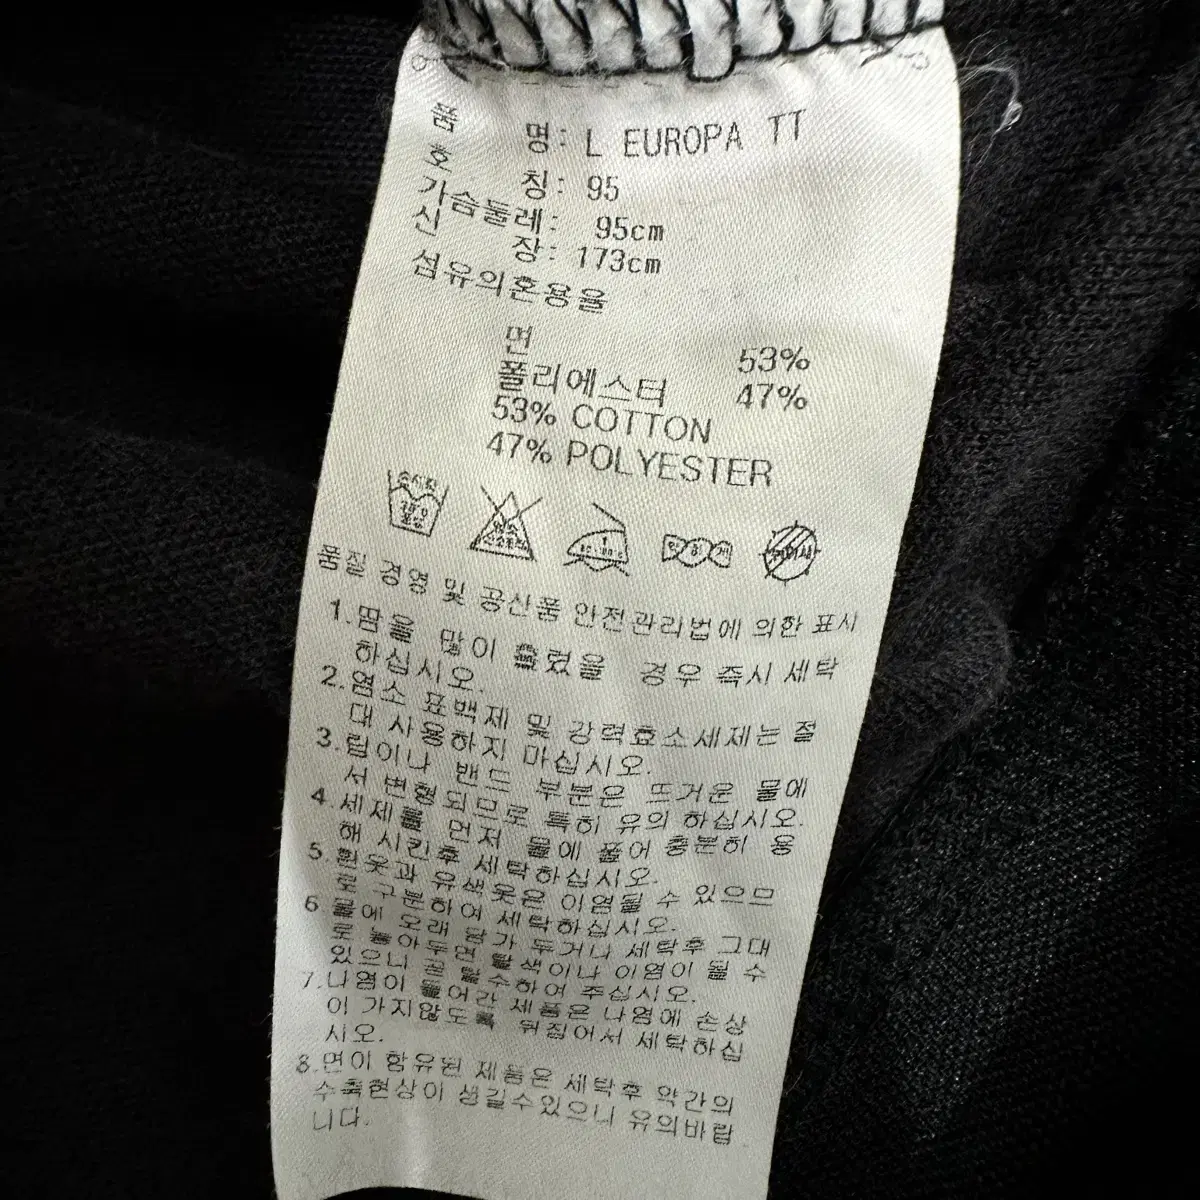 품 명: L EUROPA TT
호 칭: 95
가슴둘레: 95cm
신 장: 173cm
섬유의혼용율
면 53%
폴리에스터 47%
53% COTTON
47% POLYESTER
손세탁
약하게
품질 경영 및 공산품 안전관리법에 의한 표시
1.땀을 많이 흘렸을 경우 즉시 세탁
하십시오.
2.염소 표백제 및 강력효소세제는 절
대 사용하지 마십시오.
3.립이나 밴드 부분은 뜨거운 물에
서 변형되므로 특히 유의 하십시오.
4.세제를 먼저 물에 풀어 충분히 용
해 시킨후 세탁하십시오.
5.흰옷과 유색옷은 이염될 수 있으므
로 구분하여 세탁하십시오.
6.물에 오래 담가 두거나 세탁후 그대
로 놓아두면 탈색이나 이염이 될 수
있으니 탈수하여 주십시오.
7.나염이 들어간 제품은 나염에 손상
이 가지않도록 뒤집어서 세탁하십
시오.
8.면이 함유된 제품은 세탁후 약간의
수축현상이 생길수있으니 유의바랍
니다.